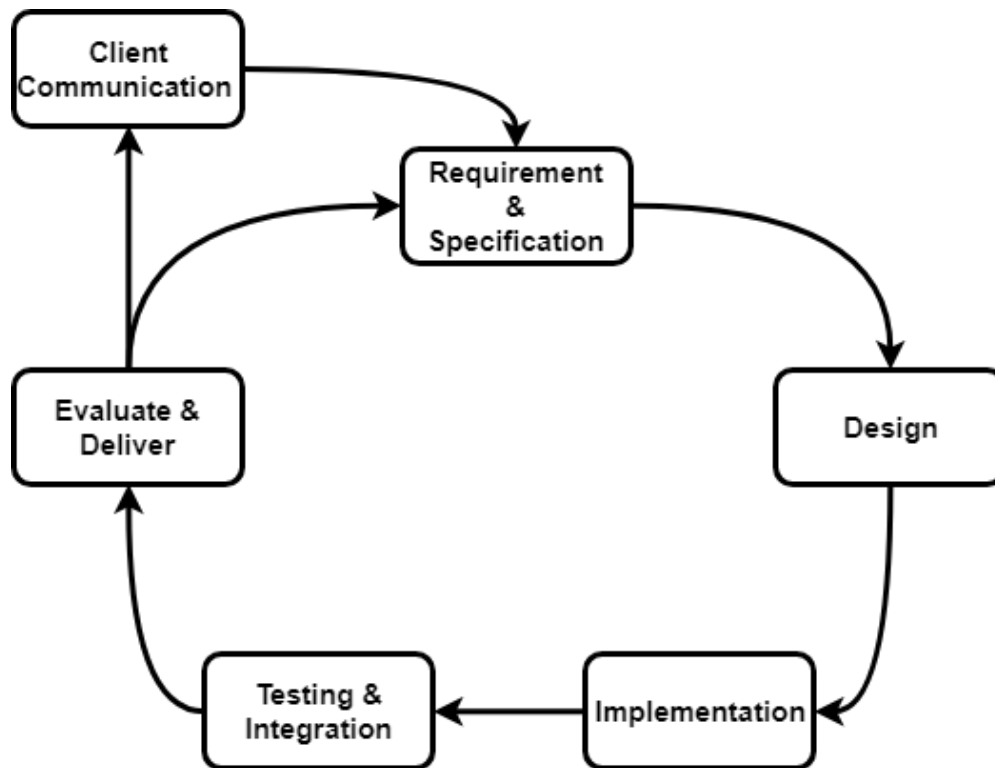 Client
Communication
Requirement
&
Specification
Evaluate &
Deliver
Design
Testing &
Integration
Implementation